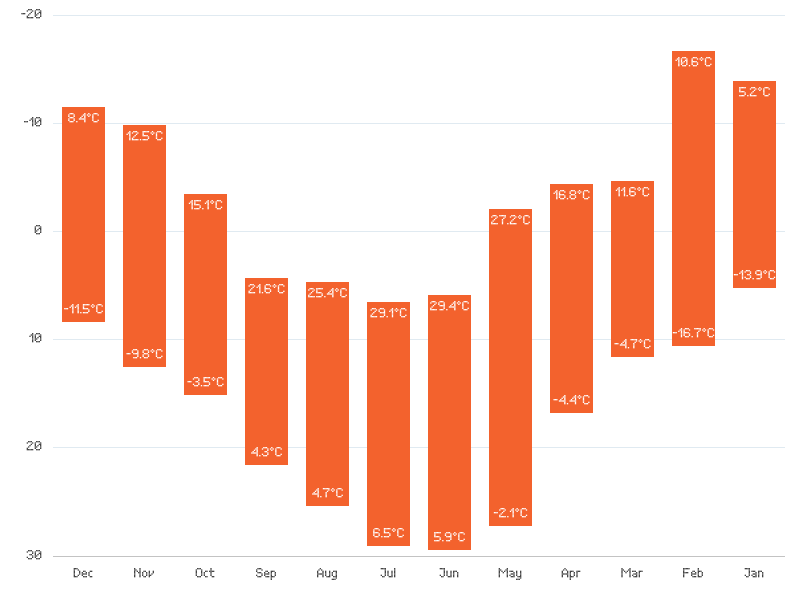 -20
-10
0
10
20
30
8.4°C
-11.5°C
12.5°C
-9.8°C
15.1°C
-3.5°C
21.6°C
4.3°C
25.4°C
4.7°C
29.1°C
6.5°C
29.4°C
5.9°C
27.2°C
-2.1°C
16.8°C
-4.4°C
11.6°C
-4.7°C
10.6°C
-16.7°C
5.2°C
-13.9°C
Dec Nov Oct Sep Aug Jul Jun May Apr Mar Feb Jan